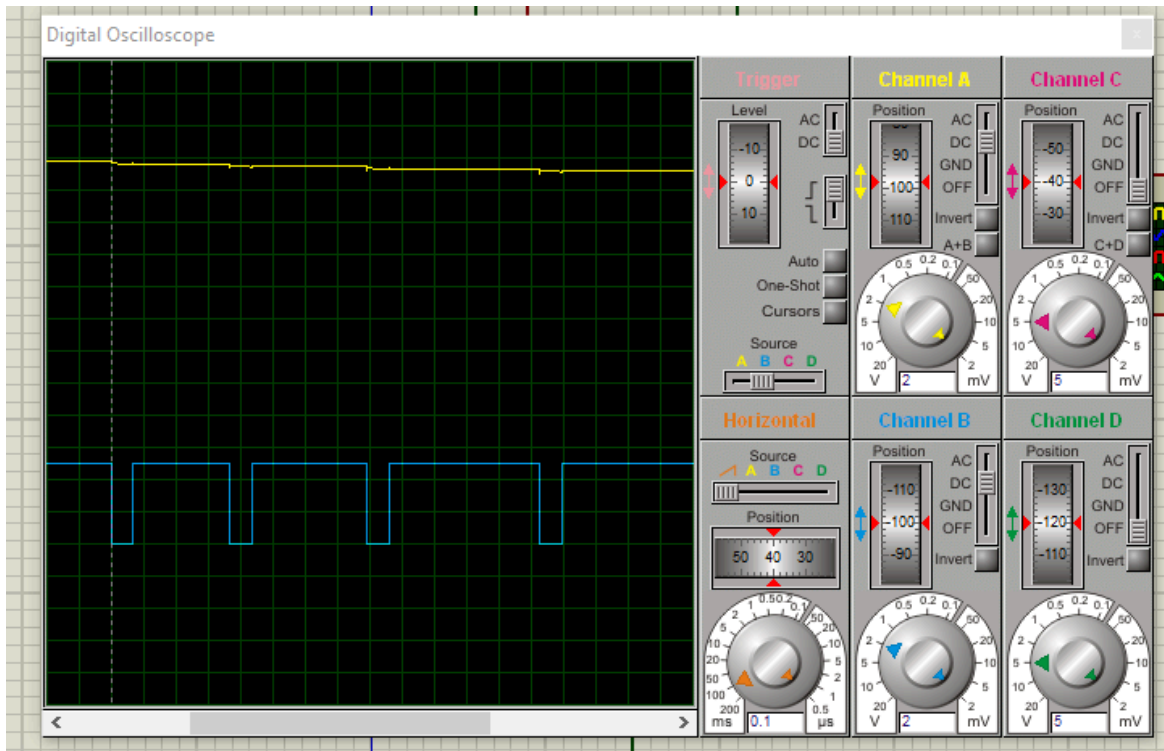 Digital Oscilloscope
x
Trigger
Level
AC
DC
-10
0
10
Auto
One-Shot
Cursors
Source
A B C D
Channel A
Position
AC
DC
GND
OFF
90
100
110
Invert
A+B
0.5 0.2 0.1
1
2
5
10
20
V
50
20
10
5
2
mV
2
Channel C
Position
AC
DC
GND
OFF
-50
-40
-30
Invert
C+D
0.5 0.2 0.1
1
2
5
10
20
V
50
20
10
5
2
mV
5
Horizontal
Source
A B C D
Position
50 40 30
0.5 0.2 0.1
1
2
5
10
20
50
100
200
ms
50
20
10
5
2
1
0.5
µs
0.1
Channel B
Position
AC
DC
GND
OFF
-110
-100
-90
Invert
0.5 0.2 0.1
1
2
5
10
20
V
50
20
10
5
2
mV
2
Channel D
Position
AC
DC
GND
OFF
-130
-120
-110
Invert
0.5 0.2 0.1
1
2
5
10
20
V
50
20
10
5
2
mV
5